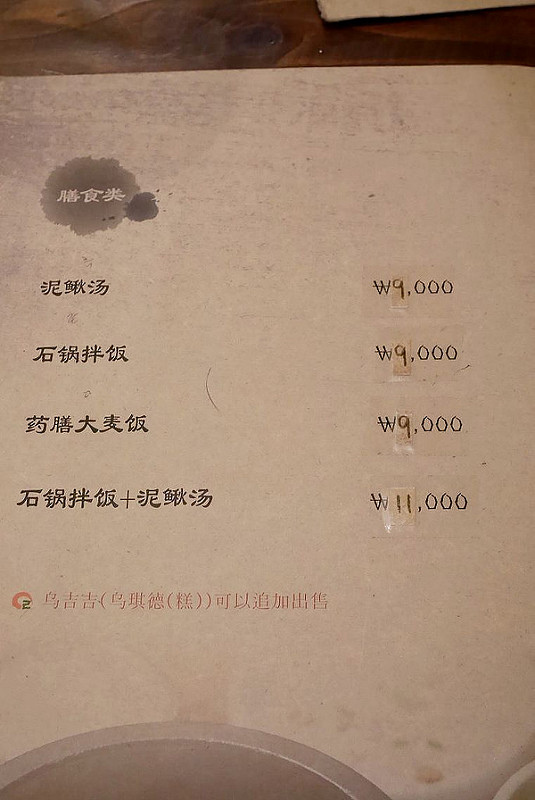 膳食类
泥鳅汤 ₩9,000
石锅拌饭 ₩9,000
药膳大麦饭 ₩9,000
石锅拌饭+泥鳅汤 ₩11,000
乌吉吉(乌琪德(糕))可以追加出售